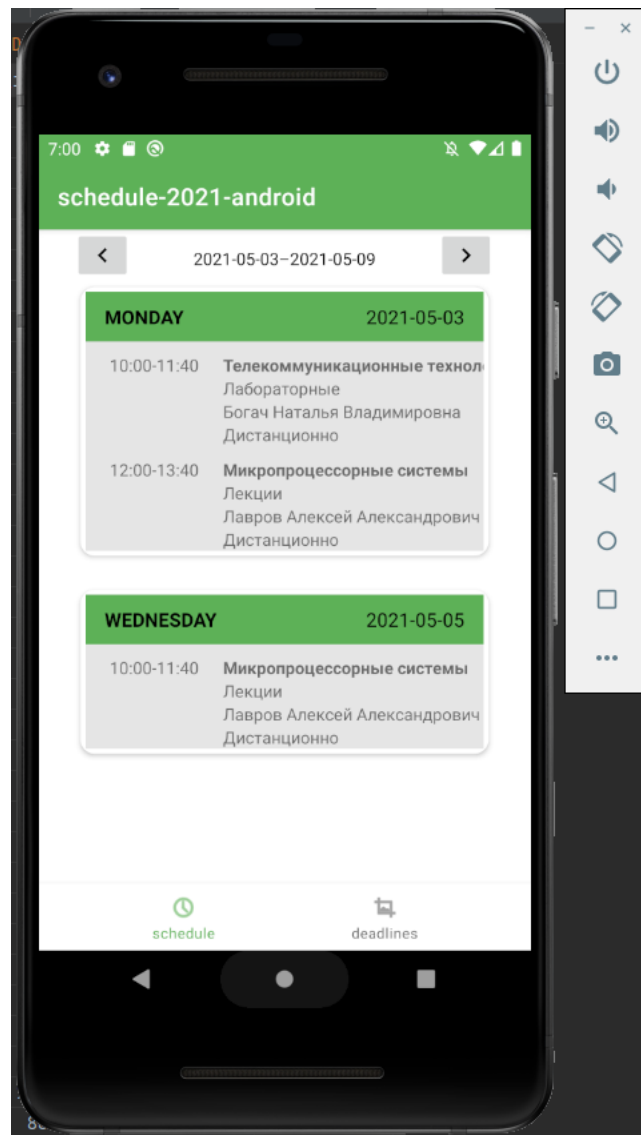 7:00
schedule-2021-android
2021-05-03–2021-05-09
MONDAY 2021-05-03
10:00-11:40 Телекоммуникационные технол
Лабораторные
Богач Наталья Владимировна
Дистанционно
12:00-13:40 Микропроцессорные системы
Лекции
Лавров Алексей Александрович
Дистанционно
WEDNESDAY 2021-05-05
10:00-11:40 Микропроцессорные системы
Лекции
Лавров Алексей Александрович
Дистанционно
schedule deadlines